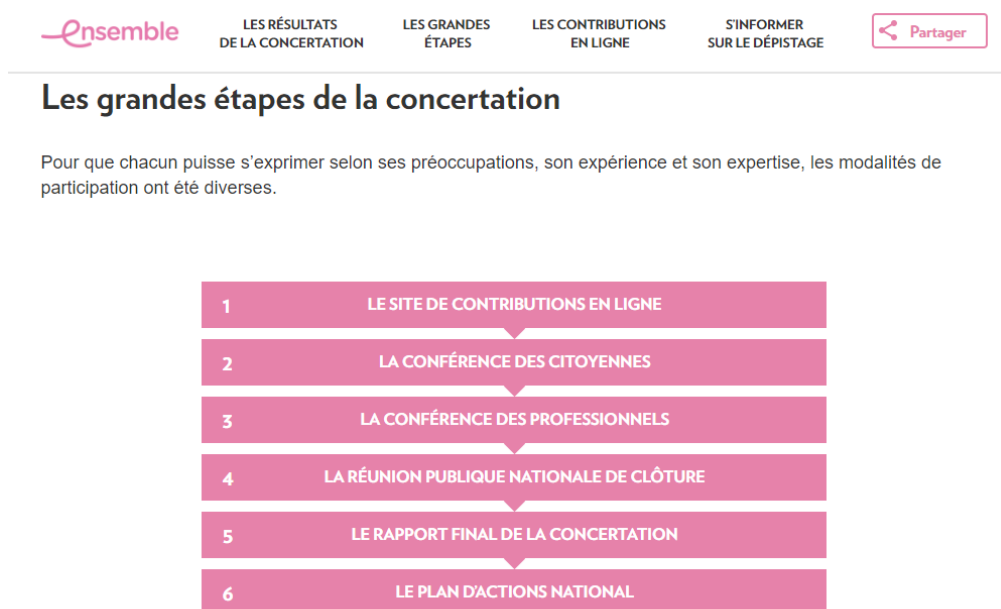 ensemble
LES RÉSULTATS
DE LA CONCERTATION
LES GRANDES
ÉTAPES
LES CONTRIBUTIONS
EN LIGNE
S'INFORMER
SUR LE DÉPISTAGE
Partager
Les grandes étapes de la concertation
Pour que chacun puisse s'exprimer selon ses préoccupations, son expérience et son expertise, les modalités de
participation ont été diverses.
1 LE SITE DE CONTRIBUTIONS EN LIGNE
2 LA CONFÉRENCE DES CITOYENNES
3 LA CONFÉRENCE DES PROFESSIONNELS
4 LA RÉUNION PUBLIQUE NATIONALE DE CLÔTURE
5 LE RAPPORT FINAL DE LA CONCERTATION
6 LE PLAN D'ACTIONS NATIONAL